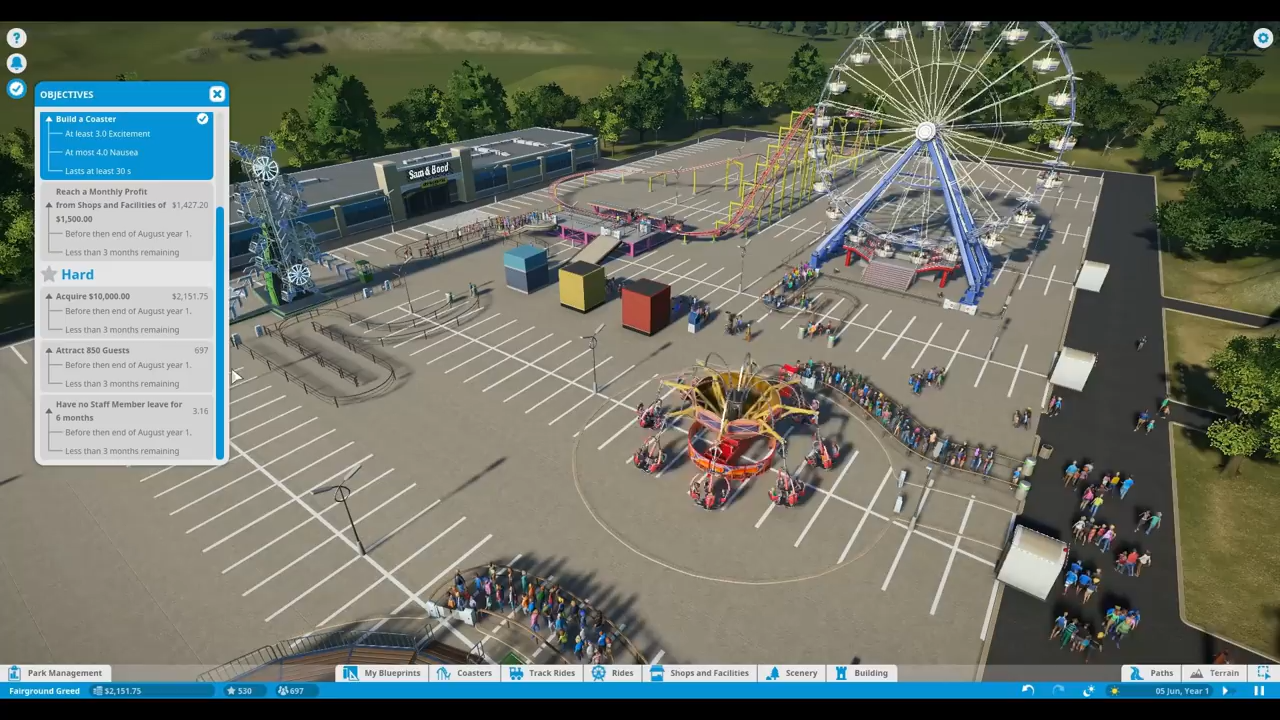 ?
OBJECTIVES
Build a Coaster
At least 3.0 Excitement
At most 4.0 Nausea
Lasts at least 30 s
Reach a Monthly Profit
from Shops and Facilities of $1,427.20
$1,500.00
Before then end of August year 1.
Less than 3 months remaining
Hard
Acquire $10,000.00 $2,151.75
Before then end of August year 1.
Less than 3 months remaining
Attract 850 Guests 697
Before then end of August year 1.
Less than 3 months remaining
Have no Staff Member leave for
6 months 3.16
Before then end of August year 1.
Less than 3 months remaining
Park Management My Blueprints Coasters Track Rides Rides Shops and Facilities Scenery Building Paths Terrain
Fairground Greed $2,151.75 530 697 05 Jun, Year 1